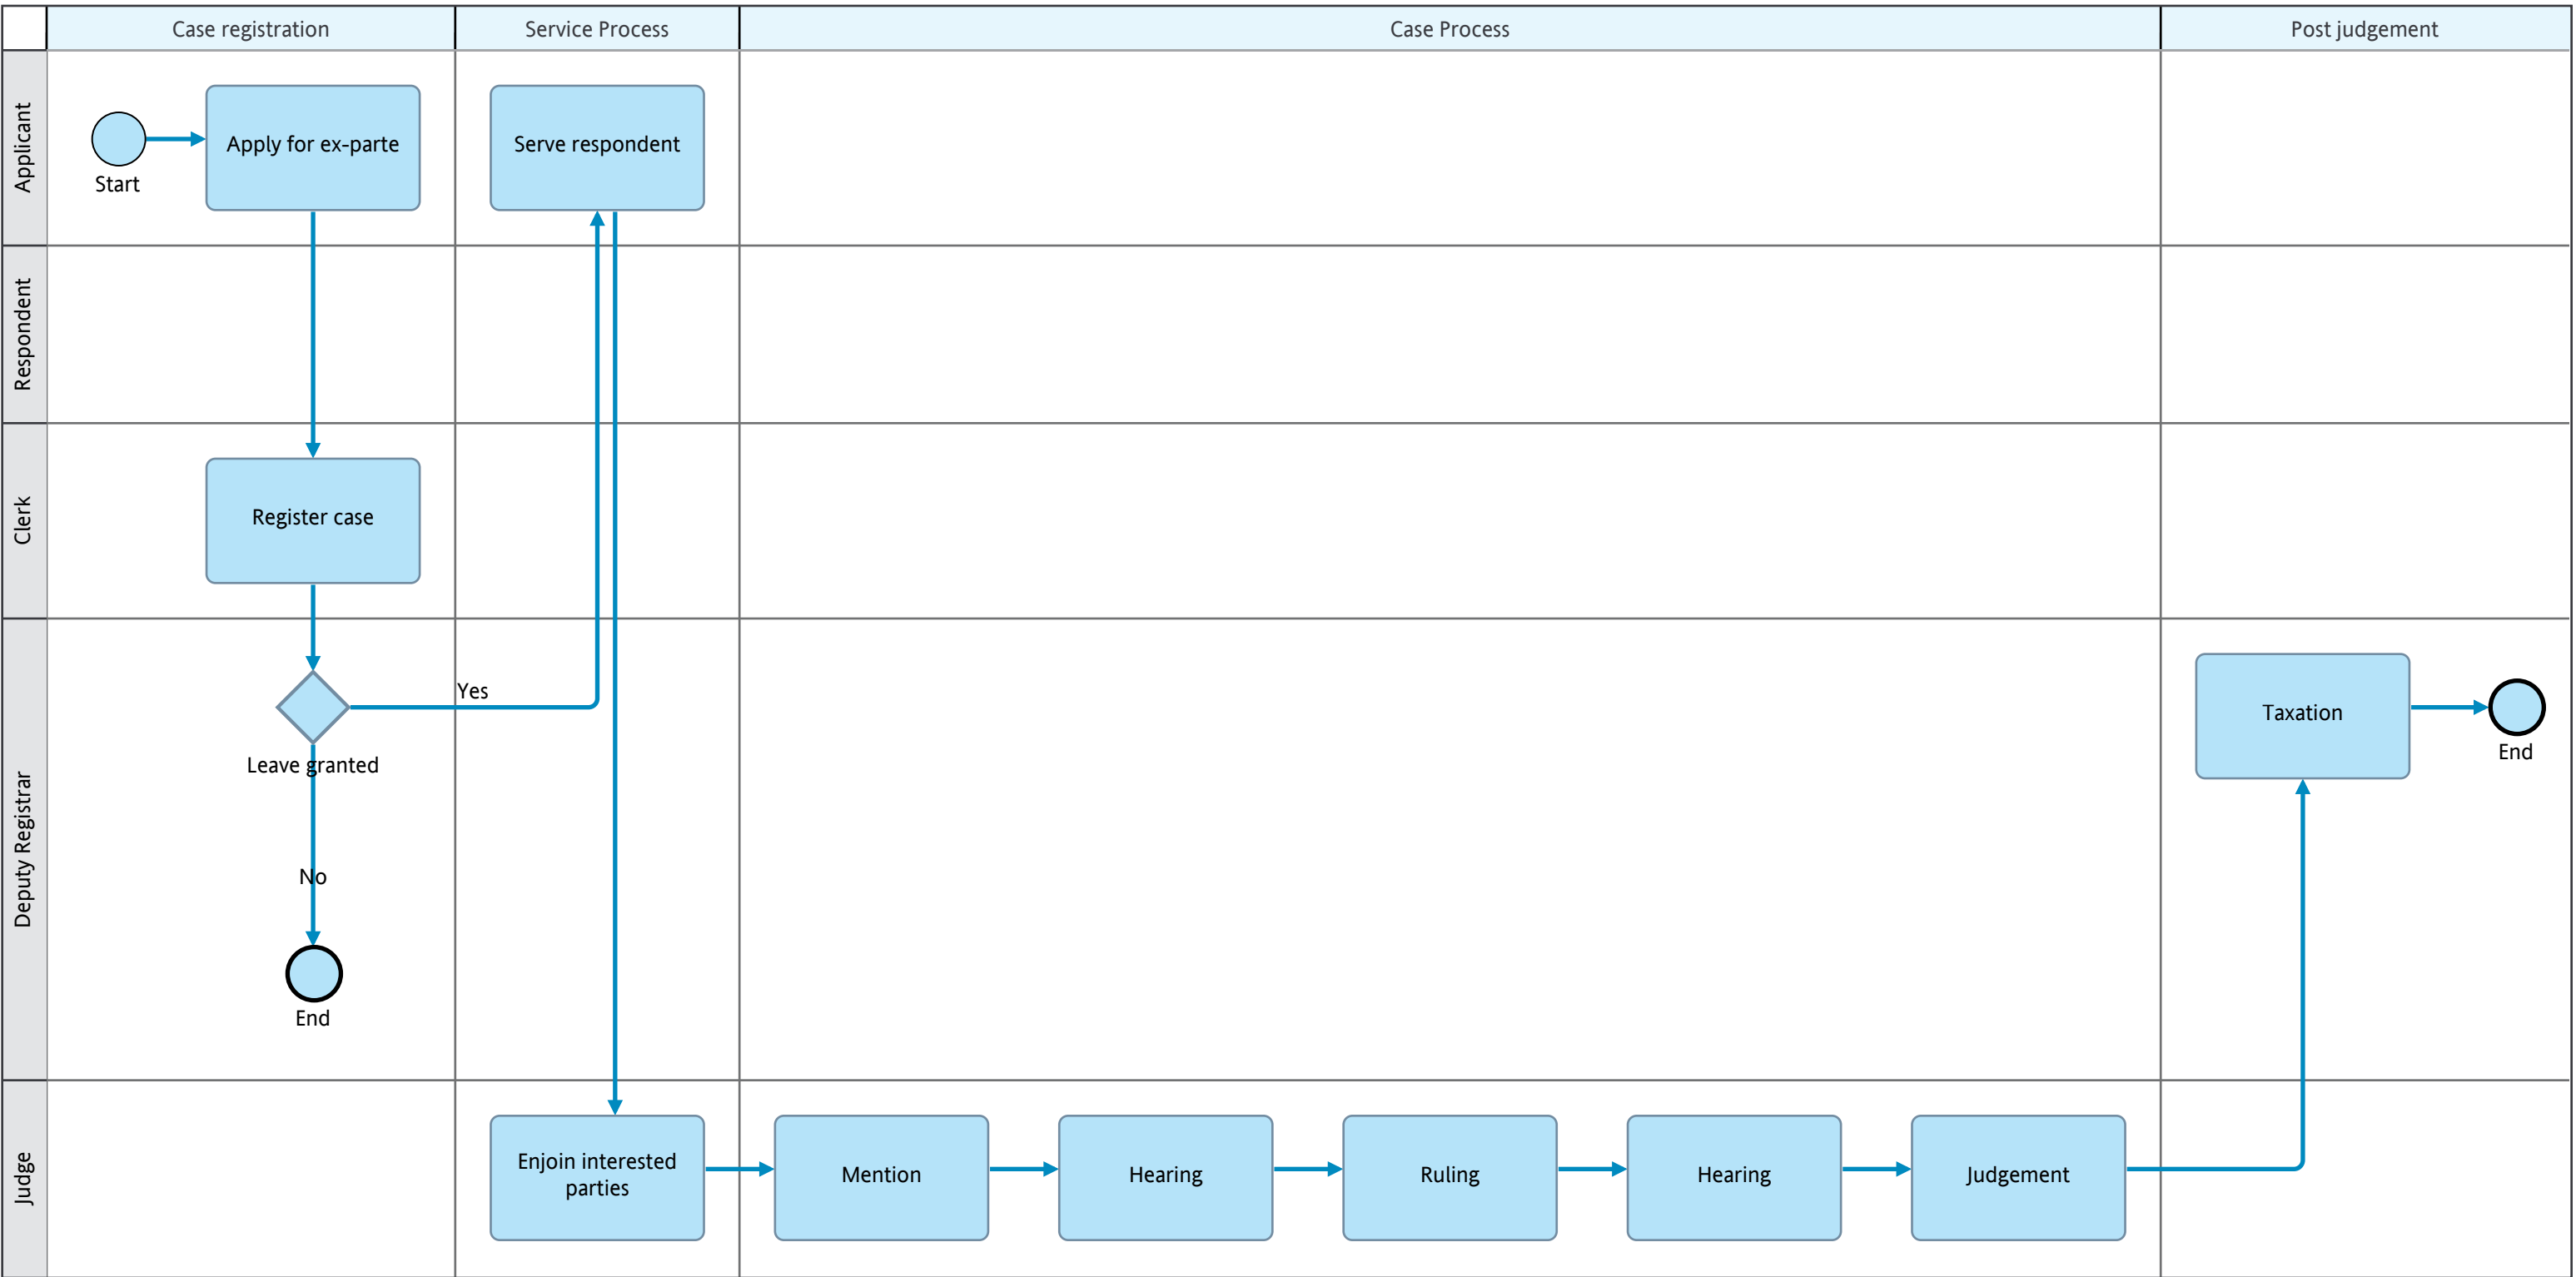 Case registration
Service Process
Case Process
Post judgement
Applicant
Start
Apply for ex-parte
Serve respondent
Respondent
Clerk
Register case
Deputy Registrar
Yes
Leave granted
No
End
Taxation
End
Judge
Enjoin interested
parties
Mention
Hearing
Ruling
Hearing
Judgement